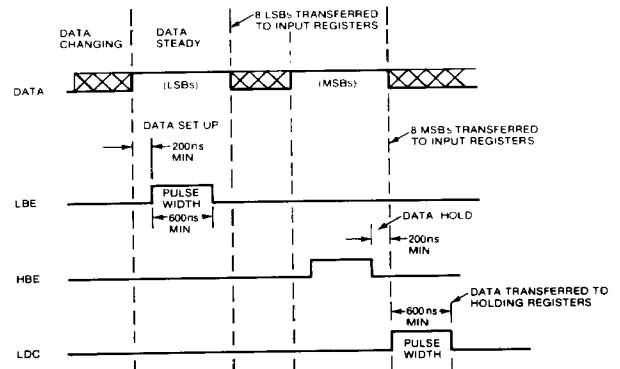 DATA
CHANGING
DATA
STEADY
8 LSBs TRANSFERRED
TO INPUT REGISTERS
DATA
(LSBs)
(MSBs)
DATA SET UP
200ns
MIN
8 MSBs TRANSFERRED
TO INPUT REGISTERS
LBE
PULSE
WIDTH
600ns
MIN
DATA HOLD
200ns
MIN
HBE
DATA TRANSFERRED TO
HOLDING REGISTERS
600ns
MIN
LDC
PULSE
WIDTH